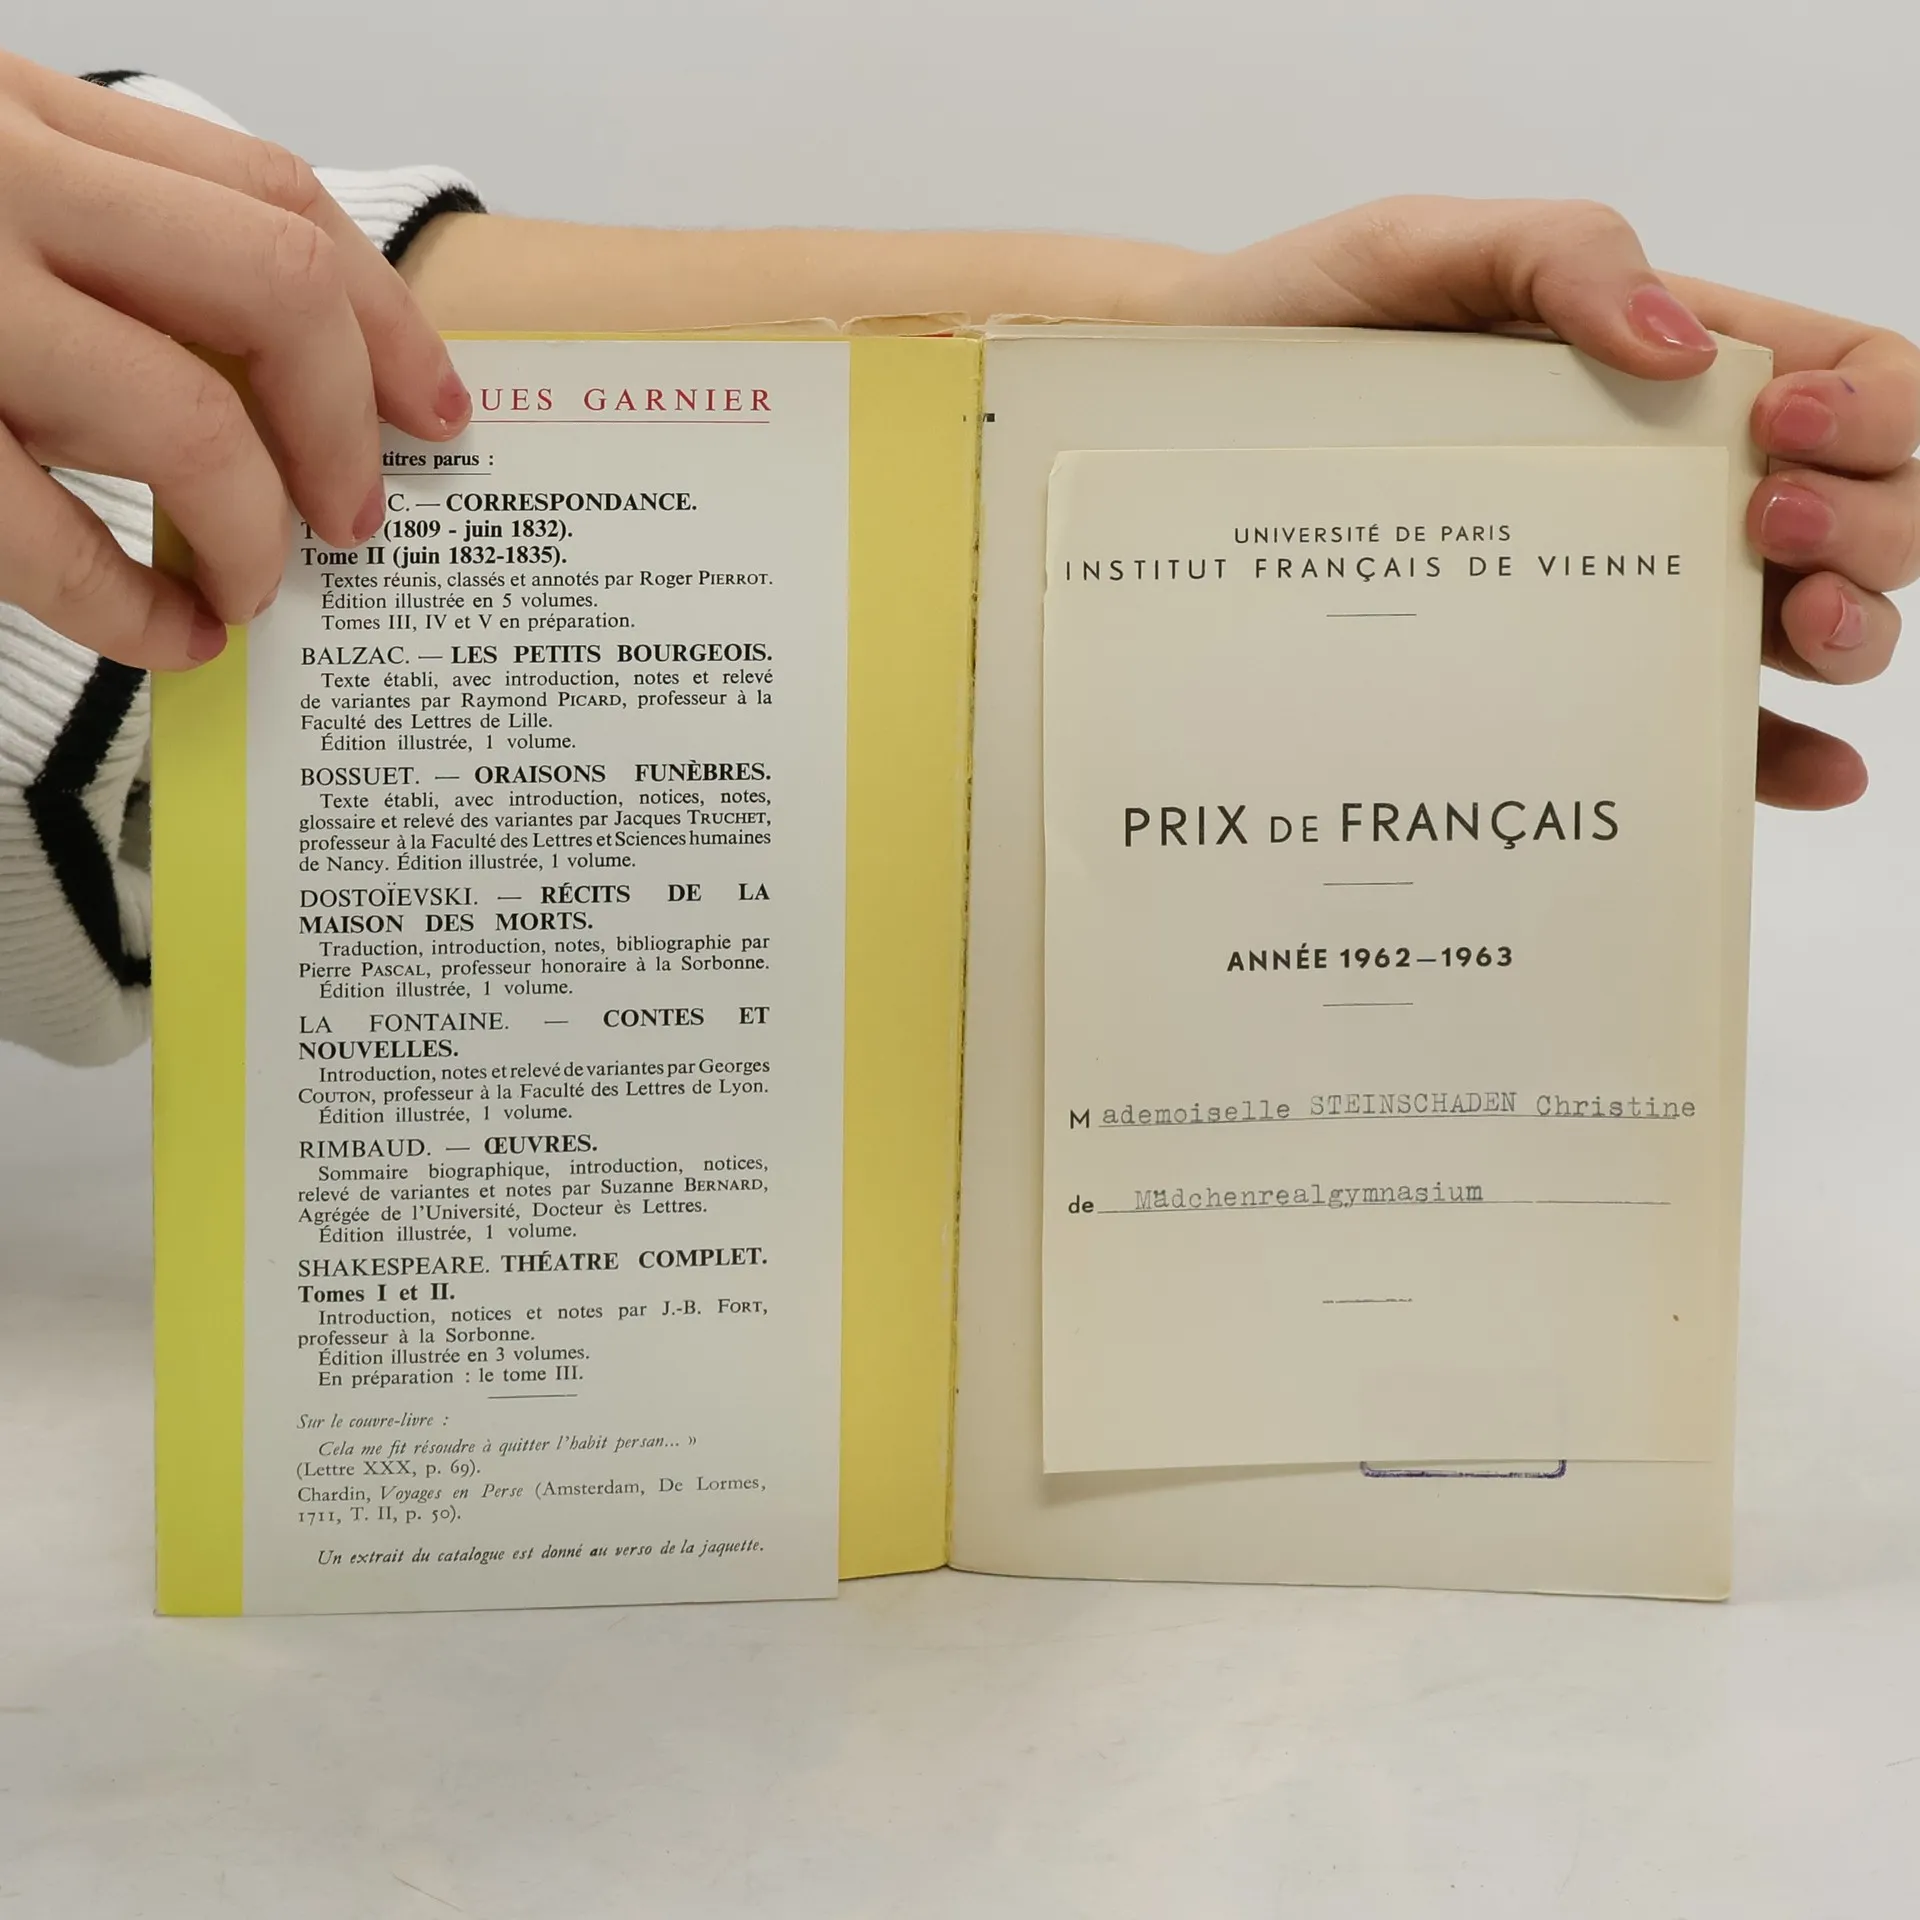 UES GARNIER
titres parus :
C. — CORRESPONDANCE.
(1809 - juin 1832).
Tome II (juin 1832-1835).
Textes réunis, classés et annotés par Roger PIERROT.
Édition illustrée en 5 volumes.
Tomes III, IV et V en préparation.
BALZAC. — LES PETITS BOURGEOIS.
Texte établi, avec introduction, notes et relevé
de variantes par Raymond PICARD, professeur à la
Faculté des Lettres de Lille.
Édition illustrée, 1 volume.
BOSSUET. — ORAISONS FUNÈBRES.
Texte établi, avec introduction, notices, notes,
glossaire et relevé des variantes par Jacques TRUCHET,
professeur à la Faculté des Lettres et Sciences humaines
de Nancy. Édition illustrée, 1 volume.
DOSTOÏEVSKI. — RÉCITS DE LA
MAISON DES MORTS.
Traduction, introduction, notes, bibliographie par
Pierre PASCAL, professeur honoraire à la Sorbonne.
Édition illustrée, 1 volume.
LA FONTAINE. — CONTES ET
NOUVELLES.
Introduction, notes et relevé de variantes par Georges
COUTON, professeur à la Faculté des Lettres de Lyon.
Édition illustrée, 1 volume.
RIMBAUD. — ŒUVRES.
Sommaire biographique, introduction, notices,
relevé de variantes et notes par Suzanne BERNARD,
Agrégée de l'Université, Docteur ès Lettres.
Édition illustrée, 1 volume.
SHAKESPEARE. THÉATRE COMPLET.
Tomes I et II.
Introduction, notices et notes par J.-B. FORT,
professeur à la Sorbonne.
Édition illustrée en 3 volumes.
En préparation : le tome III.
Sur le couvre-livre :
Cela me fit résoudre à quitter l'habit persan... »
(Lettre XXX, p. 69).
Chardin, Voyages en Perse (Amsterdam, De Lormes,
1711, T. II, p. 50).
Un extrait du catalogue est donné au verso de la jaquette.
UNIVERSITÉ DE PARIS
INSTITUT FRANÇAIS DE VIENNE
PRIX DE FRANÇAIS
ANNÉE 1962—1963
Mademoiselle STEINSCHADEN Christine
de Mädchenrealgymnasium